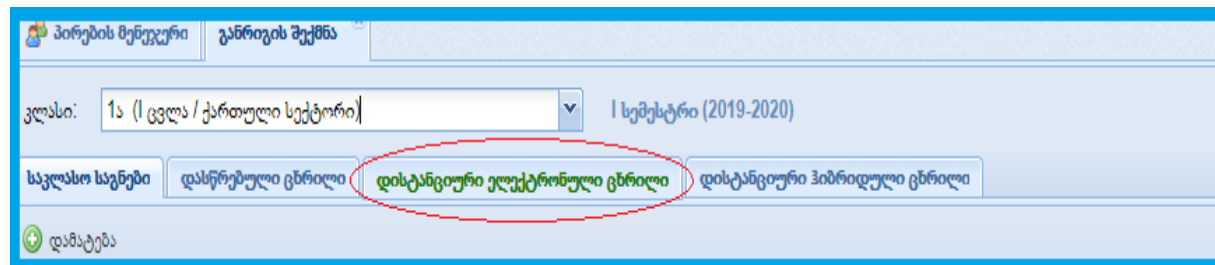 პირების მენეჯერი განრიგის შექმნა
კლასი: 1ა (I ცვლა / ქართული სექტორი) I სემესტრი (2019-2020)
საკლასო საგნები დასწრებული ცხრილი დისტანციური ელექტრონული ცხრილი დისტანციური ჰიბრიდული ცხრილი
დამატება